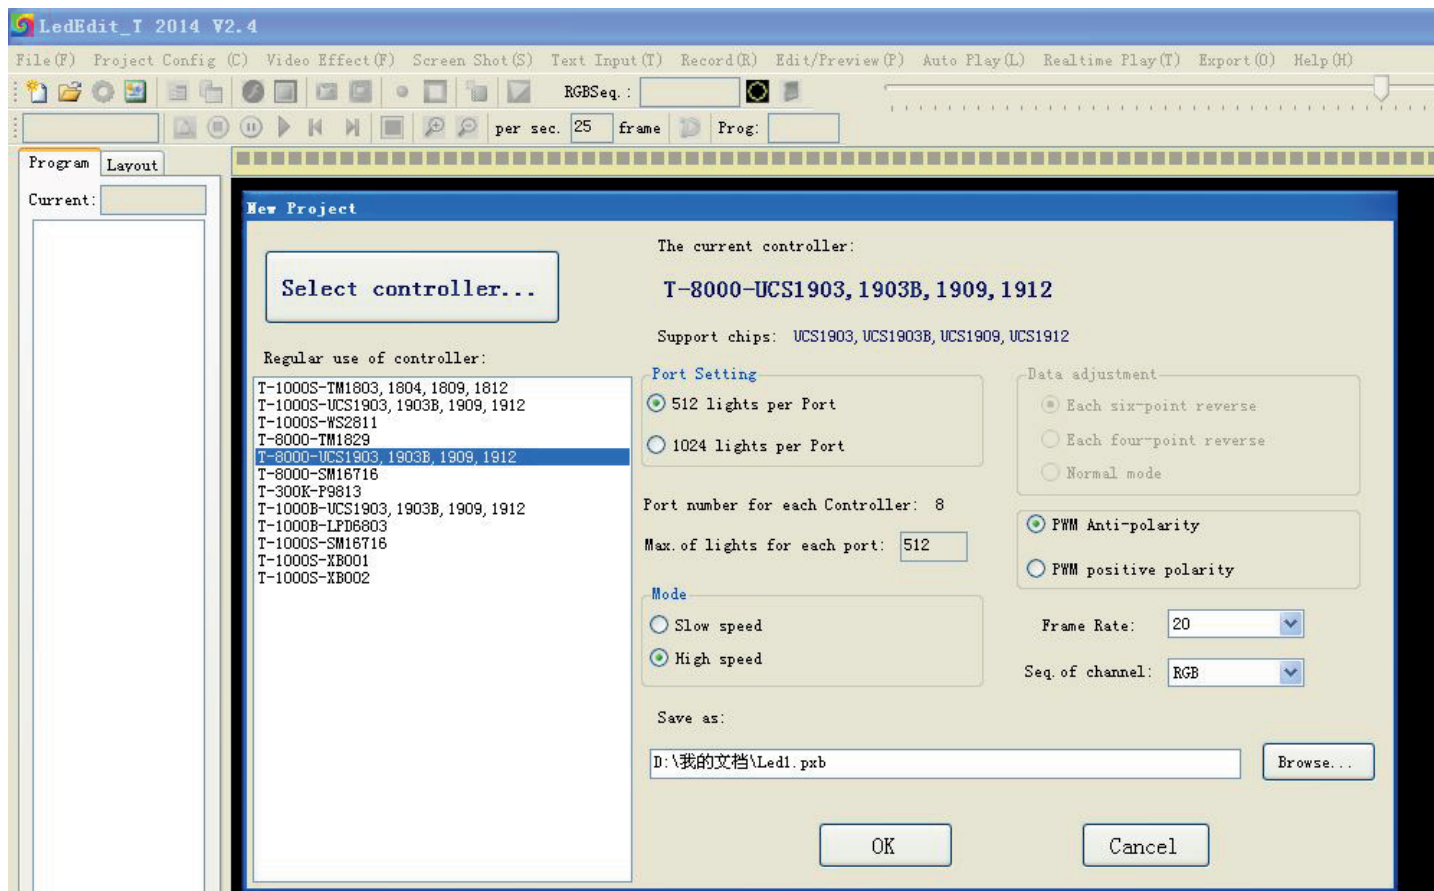 LedEdit_T 2014 V2.4
File(F) Project Config (C) Video Effect(F) Screen Shot(S) Text Input(T) Record(R) Edit/Preview(P) Auto Play(L) Realtime Play(T) Export(O) Help(H)
RGBSeq.:
per sec. 25 frame Prog:
Program Layout
Current:
New Project
Select controller...
Regular use of controller:
T-1000S-TM1803, 1804, 1809, 1812
T-1000S-UCS1903, 1903B, 1909, 1912
T-1000S-WS2811
T-8000-TM1829
T-8000-UCS1903, 1903B, 1909, 1912
T-8000-SM16716
T-300K-P9813
T-1000B-UCS1903, 1903B, 1909, 1912
T-1000B-LPD6803
T-1000S-SM16716
T-1000S-XB001
T-1000S-XB002
The current controller:
T-8000-UCS1903, 1903B, 1909, 1912
Support chips: UCS1903, UCS1903B, UCS1909, UCS1912
Port Setting
512 lights per Port
1024 lights per Port
Data adjustment
Each six-point reverse
Each four-point reverse
Normal mode
Port number for each Controller: 8
Max. of lights for each port: 512
PWM Anti-polarity
PWM positive polarity
Mode
Slow speed
High speed
Frame Rate: 20
Seq. of channel: RGB
Save as:
D:\我的文档\Led1.pxb
Browse...
OK
Cancel